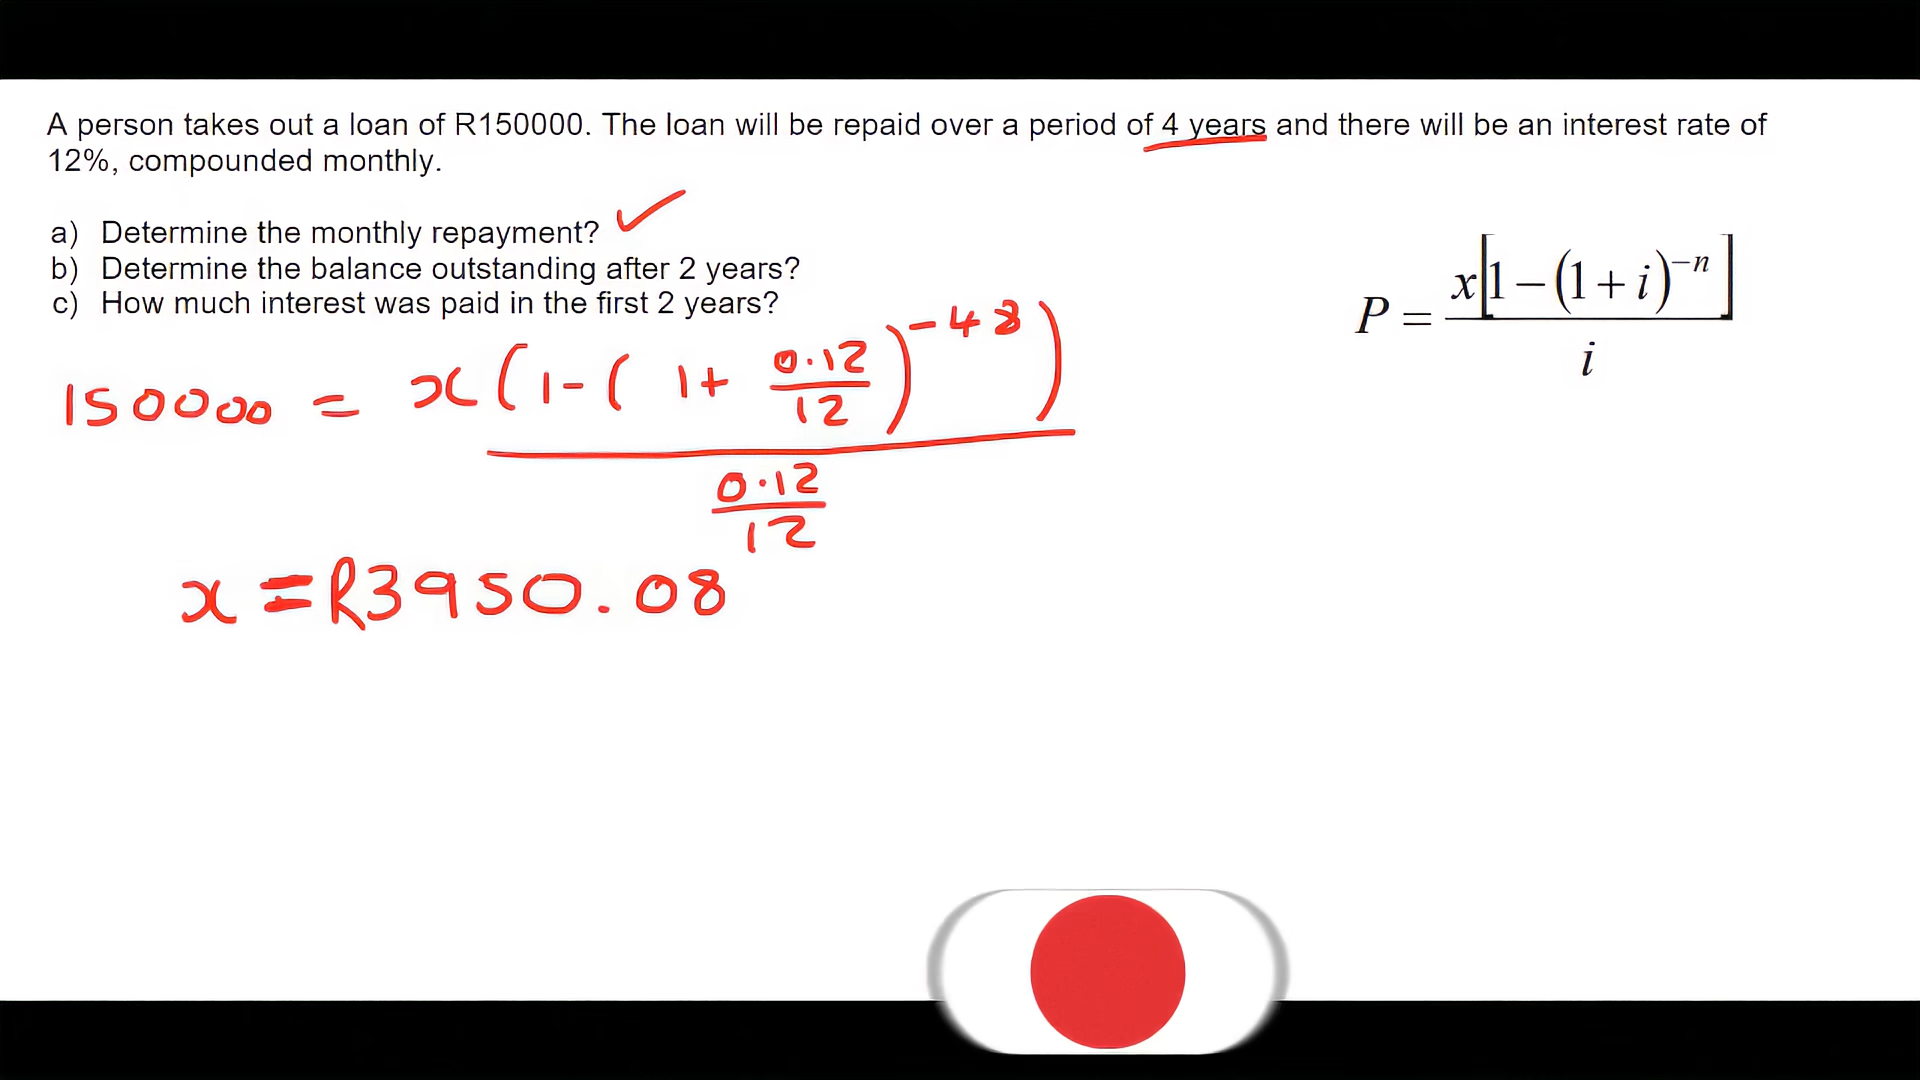 A person takes out a loan of R150000. The loan will be repaid over a period of 4 years and there will be an interest rate of
12%, compounded monthly.
a) Determine the monthly repayment?
b) Determine the balance outstanding after 2 years?
c) How much interest was paid in the first 2 years?
P = x[1 − (1 + i)^−n] / i
150000 = x(1 - (1 + 0.12/12)^-48) / (0.12/12)
x = R3950.08